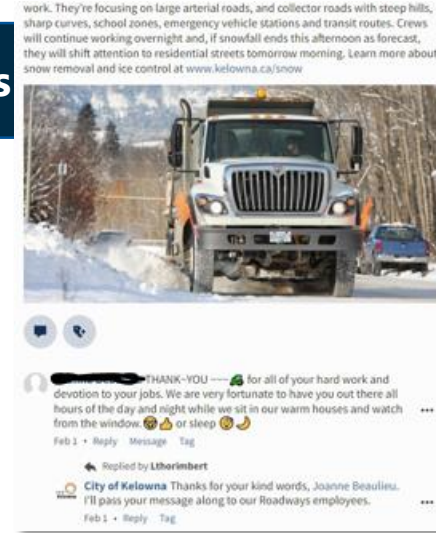 work. They're focusing on large arterial roads, and collector roads with steep hills,
sharp curves, school zones, emergency vehicle stations and transit routes. Crews
will continue working overnight and, if snowfall ends this afternoon as forecast,
they will shift attention to residential streets tomorrow morning. Learn more about
snow removal and ice control at www.kelowna.ca/snow
s
THANK-YOU ---- for all of your hard work and
devotion to your jobs. We are very fortunate to have you out there all
hours of the day and night while we sit in our warm houses and watch
from the window. or sleep
Feb 1 • Reply Message Tag
Replied by Lthorimbert
City of Kelowna Thanks for your kind words, Joanne Beaulieu.
I'll pass your message along to our Roadways employees.
Feb 1 • Reply Tag